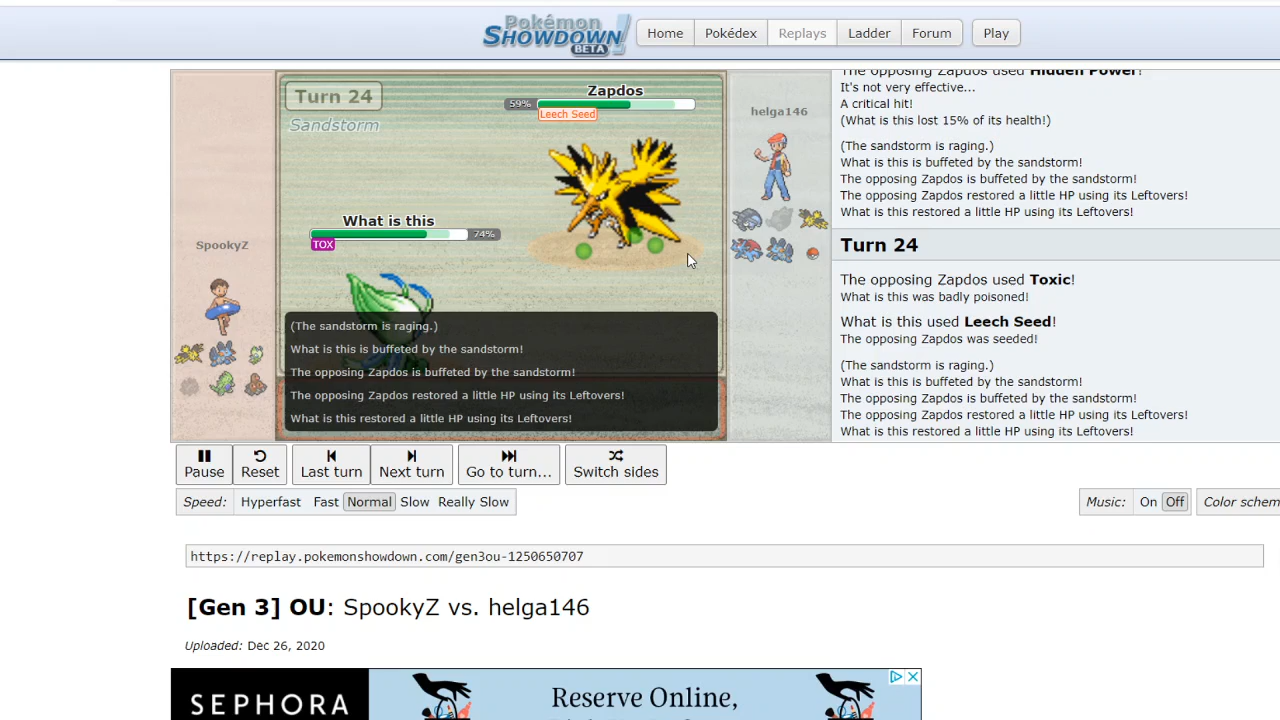 Pokémon
SHOWDOWN!
BETA
Home
Pokédex
Replays
Ladder
Forum
Play
Turn 24
Sandstorm
Zapdos
59%
Leech Seed
What is this
74%
TOX
SpookyZ
helga146
(The sandstorm is raging.)
What is this is buffeted by the sandstorm!
The opposing Zapdos is buffeted by the sandstorm!
The opposing Zapdos restored a little HP using its Leftovers!
What is this restored a little HP using its Leftovers!
The opposing Zapdos used Hidden Power!
It's not very effective...
A critical hit!
(What is this lost 15% of its health!)
(The sandstorm is raging.)
What is this is buffeted by the sandstorm!
The opposing Zapdos is buffeted by the sandstorm!
The opposing Zapdos restored a little HP using its Leftovers!
What is this restored a little HP using its Leftovers!
Turn 24
The opposing Zapdos used Toxic!
What is this was badly poisoned!
What is this used Leech Seed!
The opposing Zapdos was seeded!
(The sandstorm is raging.)
What is this is buffeted by the sandstorm!
The opposing Zapdos is buffeted by the sandstorm!
The opposing Zapdos restored a little HP using its Leftovers!
What is this restored a little HP using its Leftovers!
Pause
Reset
Last turn
Next turn
Go to turn...
Switch sides
Speed: Hyperfast Fast Normal Slow Really Slow
Music: On Off
Color schem
https://replay.pokemonshowdown.com/gen3ou-1250650707
[Gen 3] OU: SpookyZ vs. helga146
Uploaded: Dec 26, 2020
SEPHORA
Reserve Online,